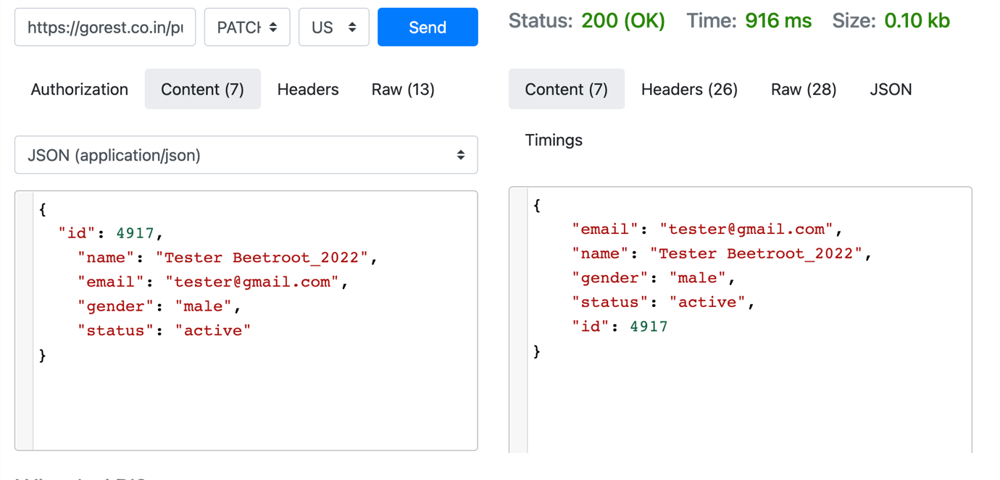 https://gorest.co.in/pu PATCH US Send
Status: 200 (OK) Time: 916 ms Size: 0.10 kb
Authorization Content (7) Headers Raw (13)
JSON (application/json)
{
"id": 4917,
"name": "Tester Beetroot_2022",
"email": "tester@gmail.com",
"gender": "male",
"status": "active"
}
Content (7) Headers (26) Raw (28) JSON
Timings
{
"email": "tester@gmail.com",
"name": "Tester Beetroot_2022",
"gender": "male",
"status": "active",
"id": 4917
}